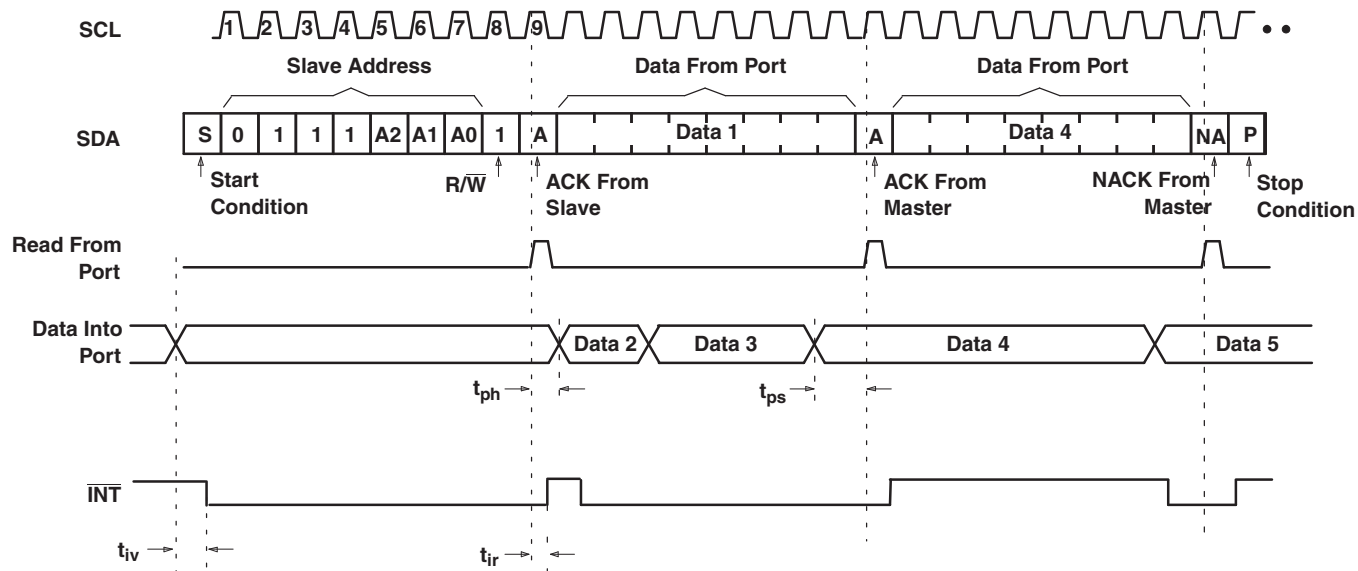 SCL 1 2 3 4 5 6 7 8 9
Slave Address Data From Port Data From Port
SDA S 0 1 1 1 A2 A1 A0 1 A Data 1 A Data 4 NA P
Start Condition
R/W̅
ACK From Slave
ACK From Master
NACK From Master
Stop Condition
Read From Port
Data Into Port
Data 2 Data 3 Data 4 Data 5
tph tps
I̅N̅T̅
tiv tir